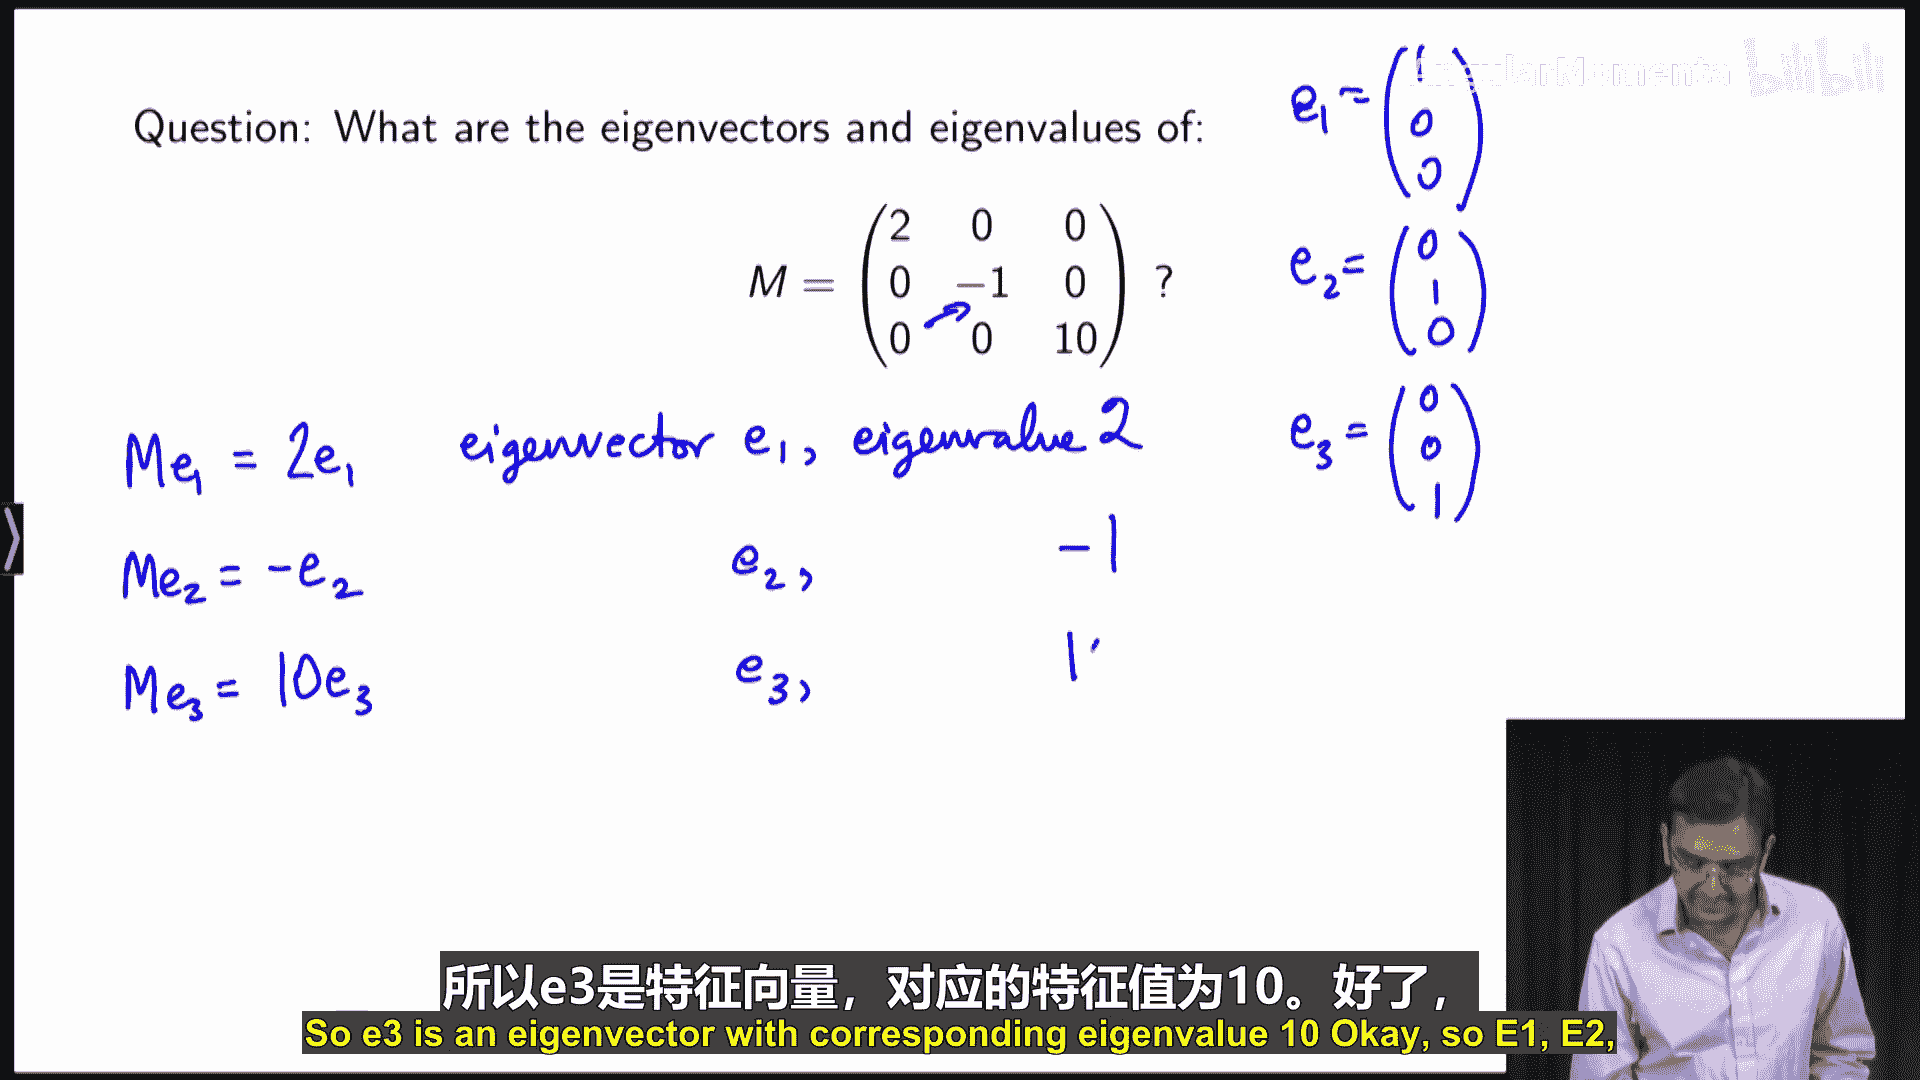 AngularMomenta bilibili
Question: What are the eigenvectors and eigenvalues of:
M = (2 0 0
0 −1 0
0 0 10) ?
e₁ = (1
0
0)
e₂ = (0
1
0)
e₃ = (0
0
1)
Me₁ = 2e₁ eigenvector e₁, eigenvalue 2
Me₂ = -e₂ e₂, -1
Me₃ = 10e₃ e₃, 1
所以e3是特征向量，对应的特征值为10。好了，
So e3 is an eigenvector with corresponding eigenvalue 10 Okay, so E1, E2,